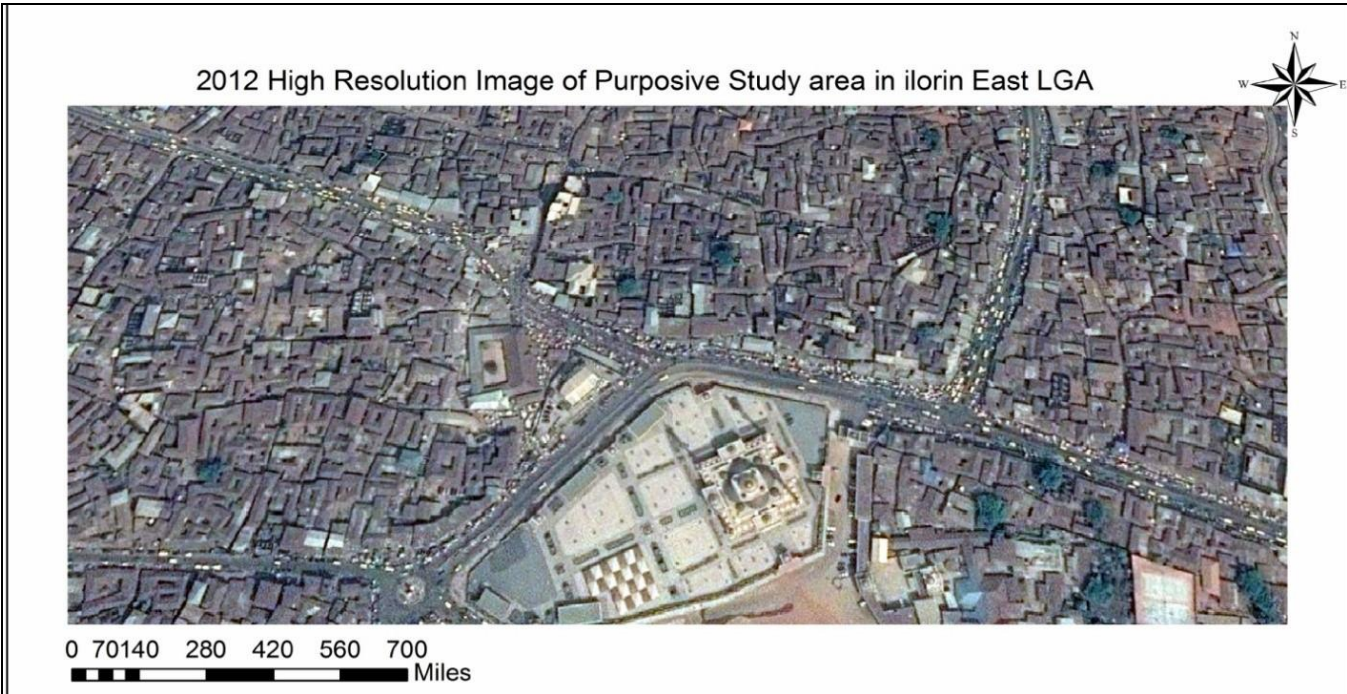 N
2012 High Resolution Image of Purposive Study area in ilorin East LGA
W E
S
0 70140 280 420 560 700
Miles